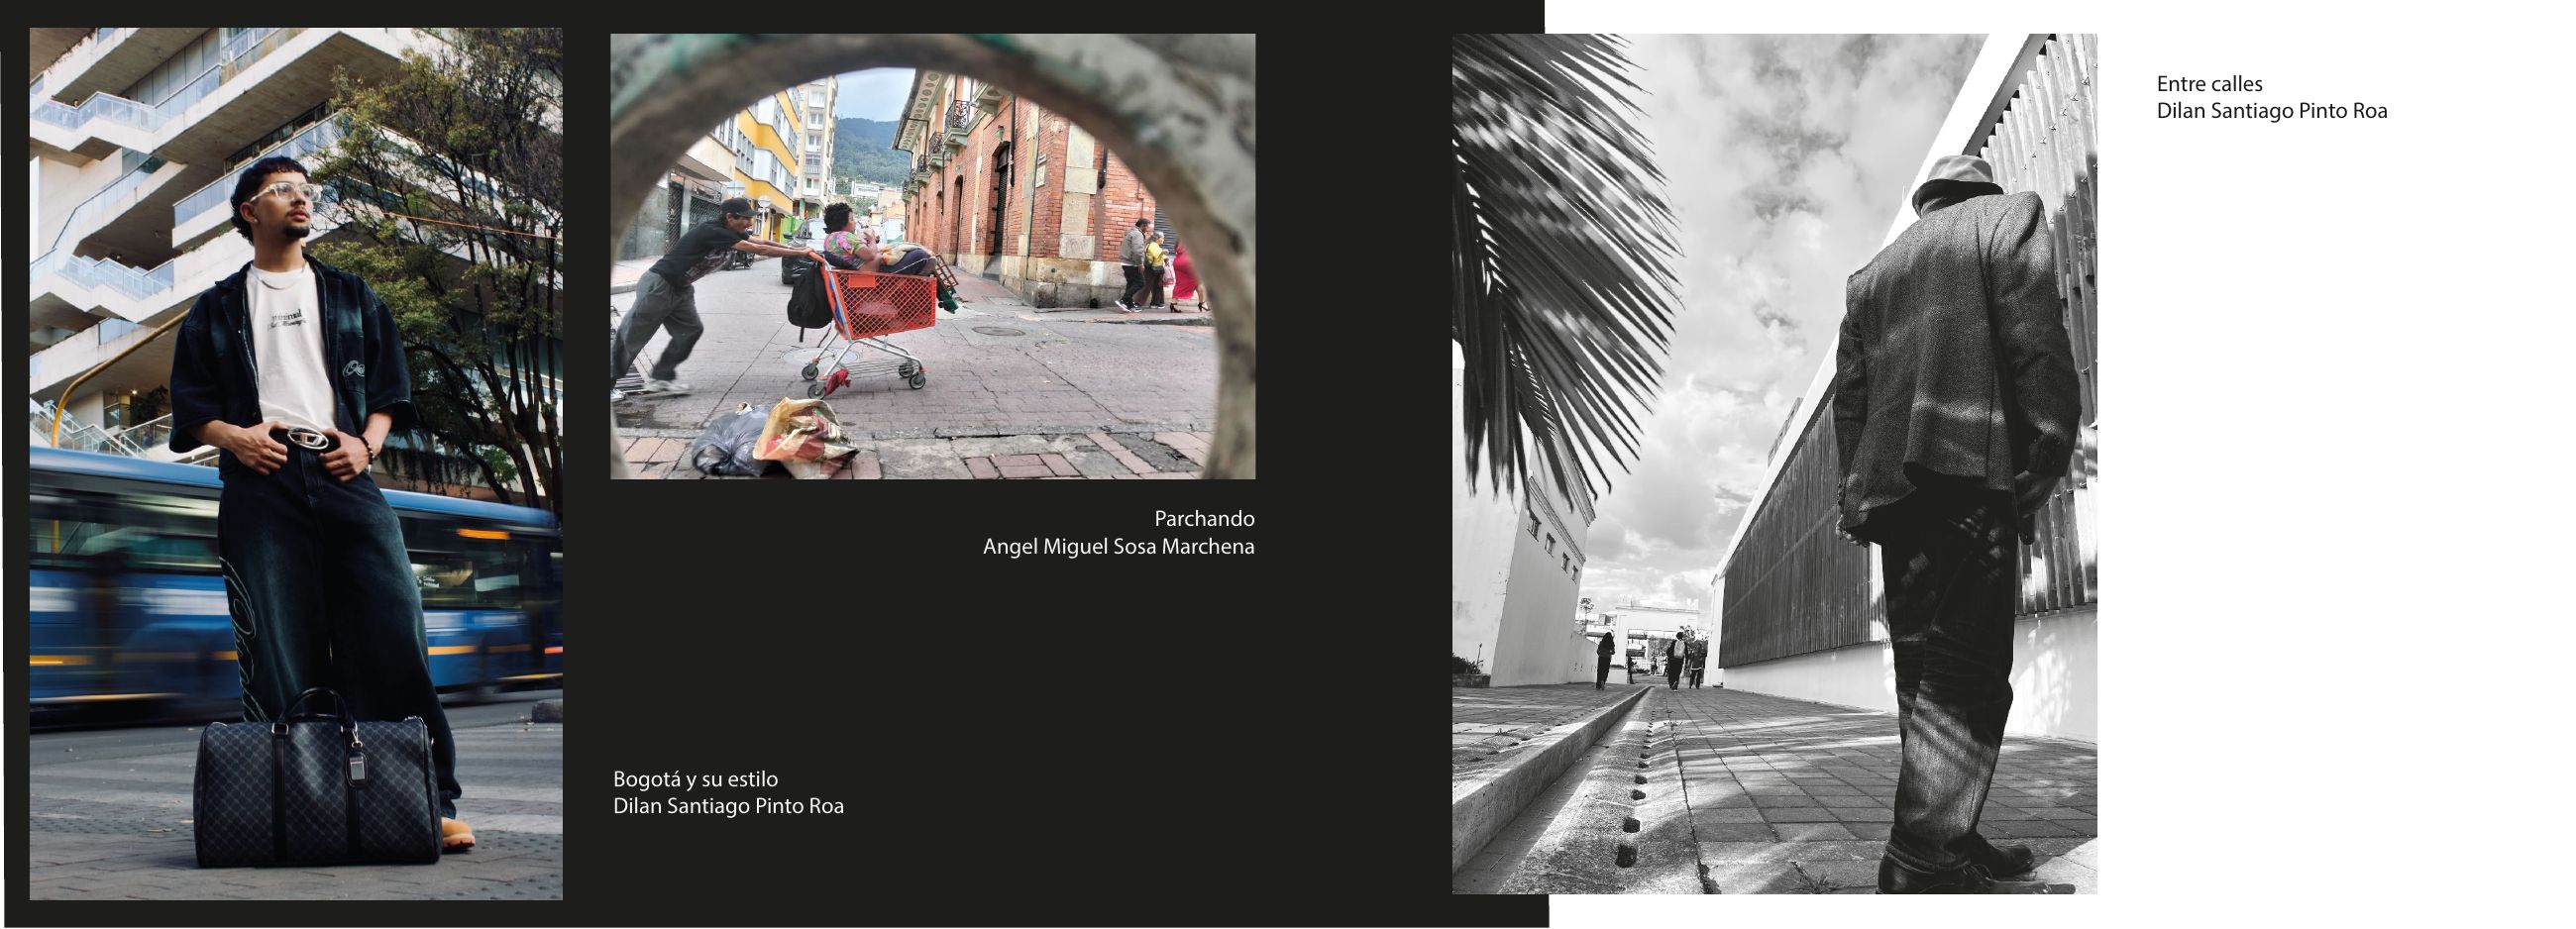 Parchando
Angel Miguel Sosa Marchena
Bogotá y su estilo
Dilan Santiago Pinto Roa
Entre calles
Dilan Santiago Pinto Roa